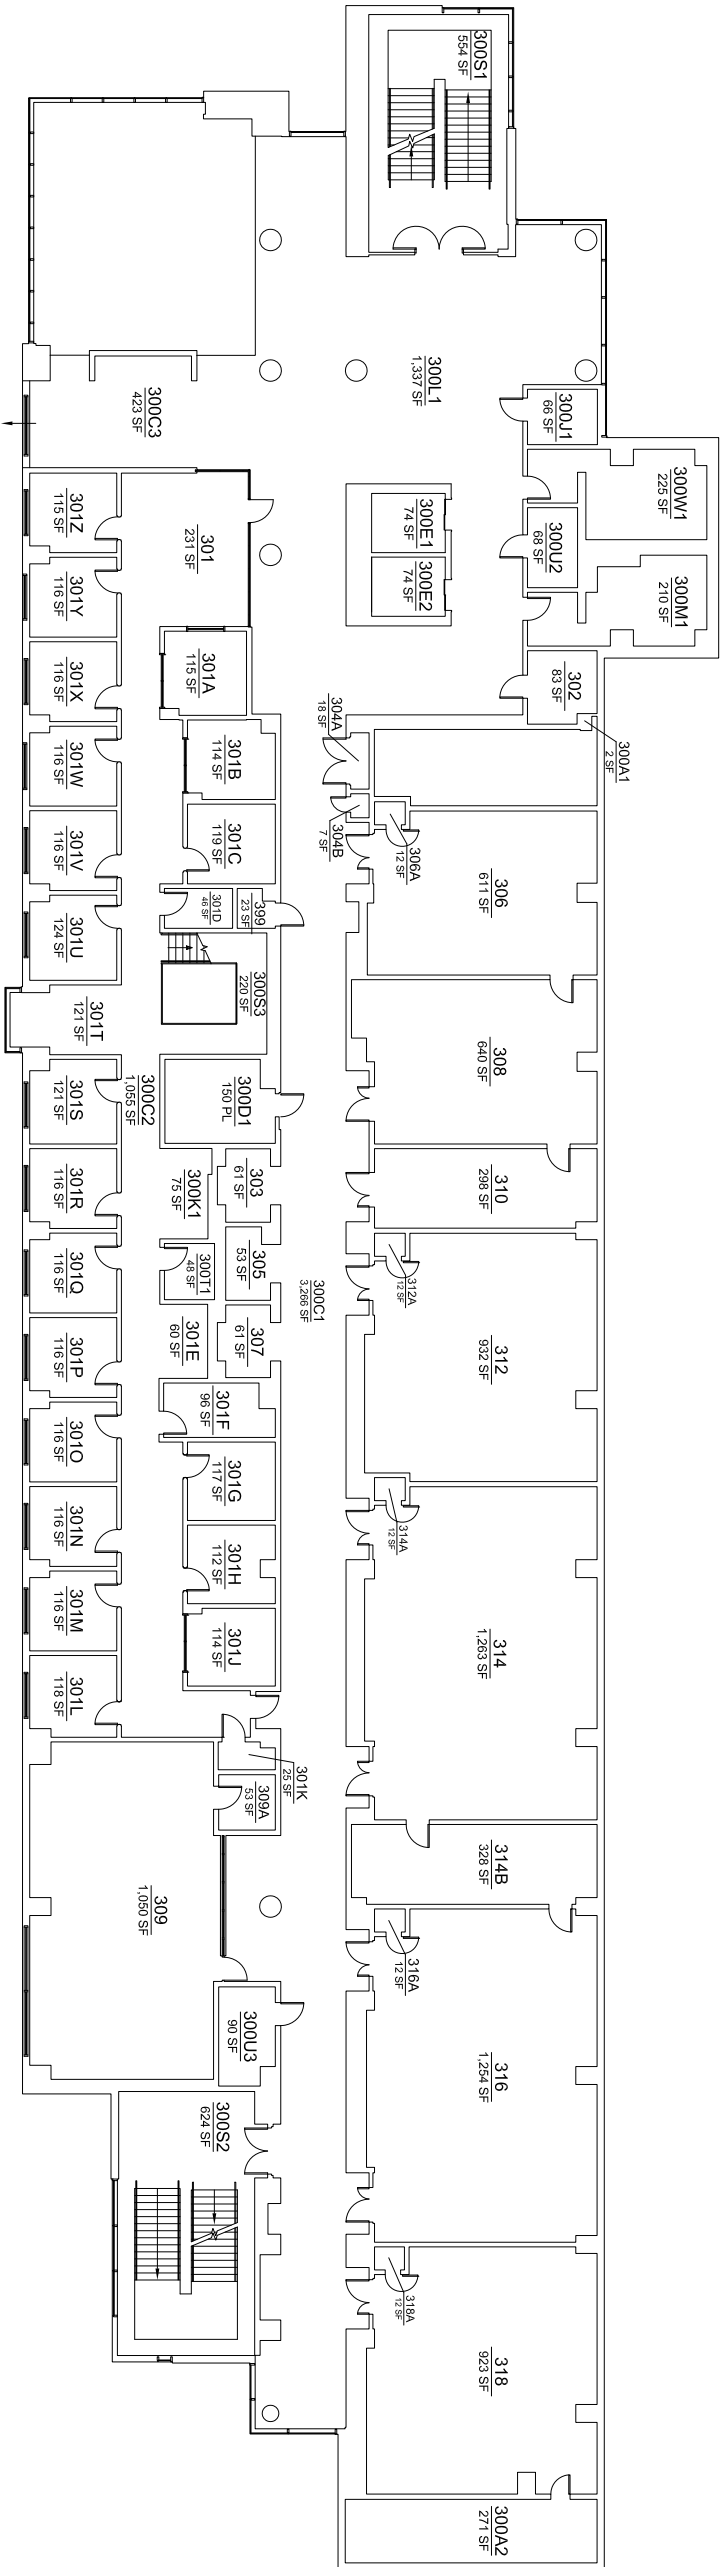 300S1
554 SF
300L1
1,337 SF
300C3
423 SF
300J1
66 SF
300W1
225 SF
300E1
74 SF
300U2
68 SF
300E2
74 SF
300M1
210 SF
301Z
115 SF
301
231 SF
301Y
116 SF
301A
115 SF
302
83 SF
301X
116 SF
304A
18 SF
300A1
2 SF
301W
116 SF
301B
114 SF
304B
7 SF
306A
12 SF
301V
116 SF
301C
119 SF
306
611 SF
301U
124 SF
301D
46 SF
399
23 SF
300S3
220 SF
301T
121 SF
308
640 SF
301S
121 SF
300C2
1,055 SF
300D1
150 PL
301R
116 SF
300K1
75 SF
303
61 SF
310
298 SF
301Q
116 SF
300T1
48 SF
305
53 SF
300C1
3,266 SF
312A
12 SF
301P
116 SF
301E
60 SF
307
61 SF
312
932 SF
301O
116 SF
301F
96 SF
301N
116 SF
301G
117 SF
314A
12 SF
301M
116 SF
301H
112 SF
301L
118 SF
301J
114 SF
314
1,263 SF
301K
25 SF
309A
53 SF
314B
328 SF
309
1,050 SF
316A
12 SF
300U3
90 SF
316
1,254 SF
300S2
624 SF
318A
12 SF
318
923 SF
300A2
271 SF